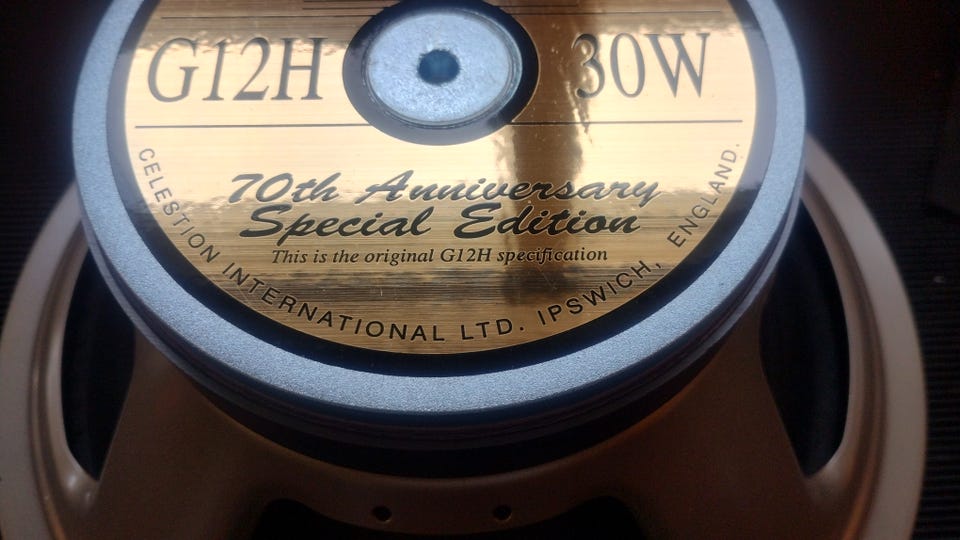 G12H 30W
70th Anniversary
Special Edition
This is the original G12H specification
CELESTION INTERNATIONAL LTD. IPSWICH, ENGLAND.